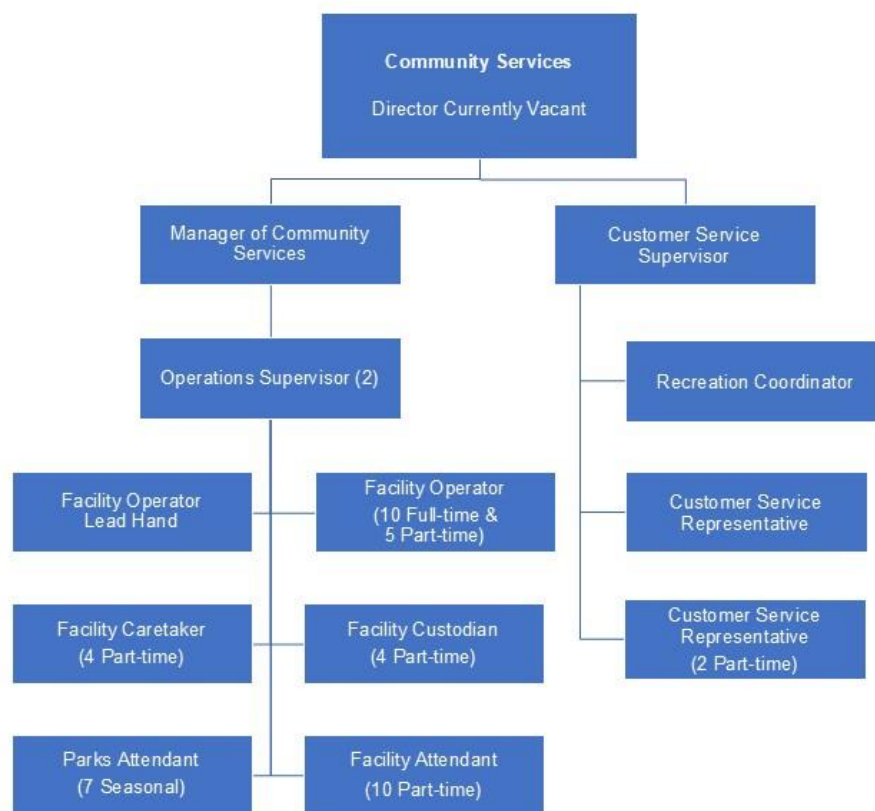 Community Services
Director Currently Vacant
Manager of Community
Services
Customer Service
Supervisor
Operations Supervisor (2)
Recreation Coordinator
Facility Operator
Lead Hand
Facility Operator
(10 Full-time &
5 Part-time)
Customer Service
Representative
Facility Caretaker
(4 Part-time)
Facility Custodian
(4 Part-time)
Customer Service
Representative
(2 Part-time)
Parks Attendant
(7 Seasonal)
Facility Attendant
(10 Part-time)